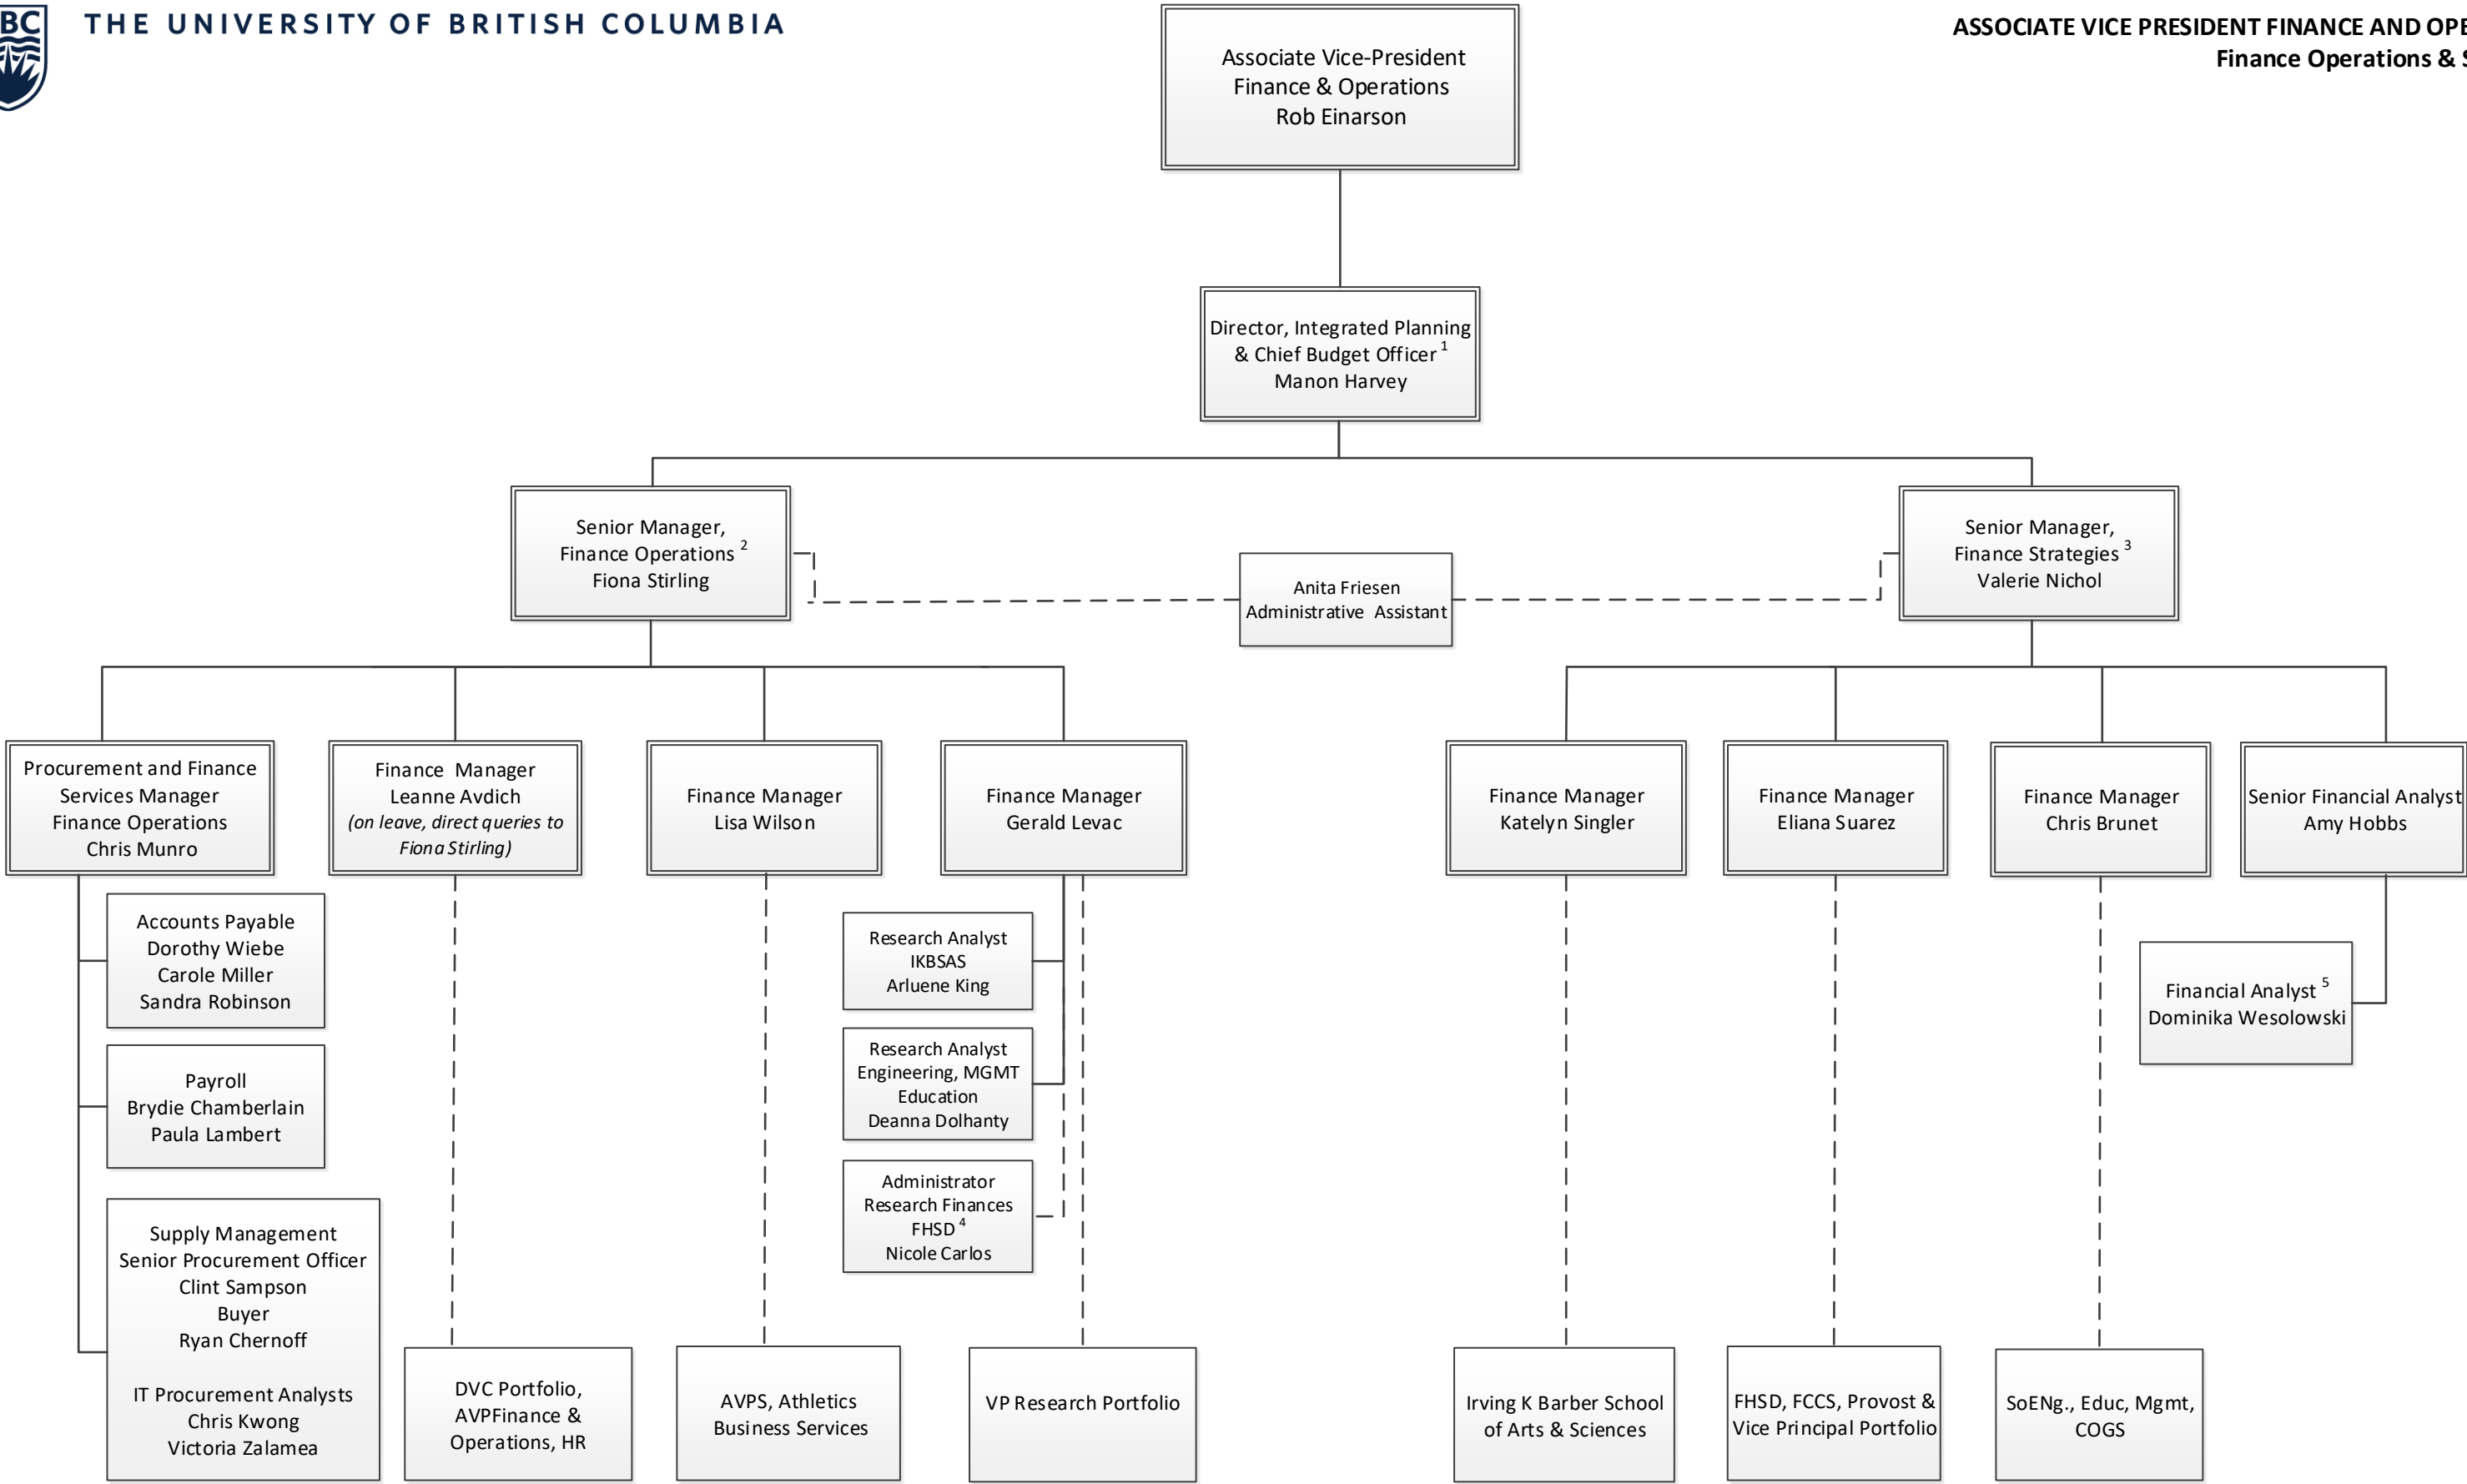 BC
THE UNIVERSITY OF BRITISH COLUMBIA
ASSOCIATE VICE PRESIDENT FINANCE AND OPE
Finance Operations & S
Associate Vice-President
Finance & Operations
Rob Einarson
Director, Integrated Planning
& Chief Budget Officer 1
Manon Harvey
Senior Manager,
Finance Operations 2
Fiona Stirling
Anita Friesen
Administrative Assistant
Senior Manager,
Finance Strategies 3
Valerie Nichol
Procurement and Finance
Services Manager
Finance Operations
Chris Munro
Finance Manager
Leanne Avdich
(on leave, direct queries to
Fiona Stirling)
Finance Manager
Lisa Wilson
Finance Manager
Gerald Levac
Finance Manager
Katelyn Singler
Finance Manager
Eliana Suarez
Finance Manager
Chris Brunet
Senior Financial Analyst
Amy Hobbs
Accounts Payable
Dorothy Wiebe
Carole Miller
Sandra Robinson
Payroll
Brydie Chamberlain
Paula Lambert
Supply Management
Senior Procurement Officer
Clint Sampson
Buyer
Ryan Chernoff
IT Procurement Analysts
Chris Kwong
Victoria Zalamea
Research Analyst
IKBSAS
Arluene King
Research Analyst
Engineering, MGMT
Education
Deanna Dolhanty
Administrator
Research Finances
FHSD 4
Nicole Carlos
Financial Analyst 5
Dominika Wesolowski
DVC Portfolio,
AVPFinance &
Operations, HR
AVPS, Athletics
Business Services
VP Research Portfolio
Irving K Barber School
of Arts & Sciences
FHSD, FCCS, Provost &
Vice Principal Portfolio
SoENg., Educ, Mgmt,
COGS